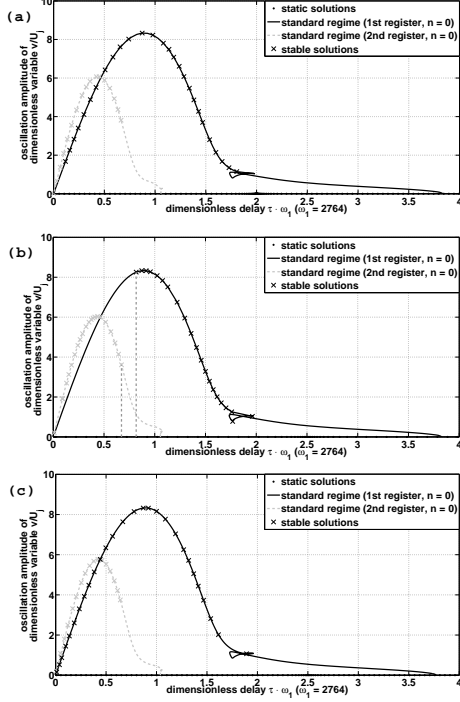 (a)
10
8
6
4
2
0
0 0.5 1 1.5 2 2.5 3 3.5 4
oscillation amplitude of
dimensionless variable v/Uj
dimensionless delay τ · ω1 (ω1 = 2764)
static solutions
standard regime (1st register, n = 0)
standard regime (2nd register, n = 0)
stable solutions
(b)
10
8
6
4
2
0
0 0.5 1 1.5 2 2.5 3 3.5 4
oscillation amplitude of
dimensionless variable v/Uj
dimensionless delay τ · ω1 (ω1 = 2764)
static solutions
standard regime (1st register, n = 0)
standard regime (2nd register, n = 0)
stable solutions
(c)
10
8
6
4
2
0
0 0.5 1 1.5 2 2.5 3 3.5 4
oscillation amplitude of
dimensionless variable v/Uj
dimensionless delay τ · ω1 (ω1 = 2764)
static solutions
standard regime (1st register, n = 0)
standard regime (2nd register, n = 0)
stable solutions